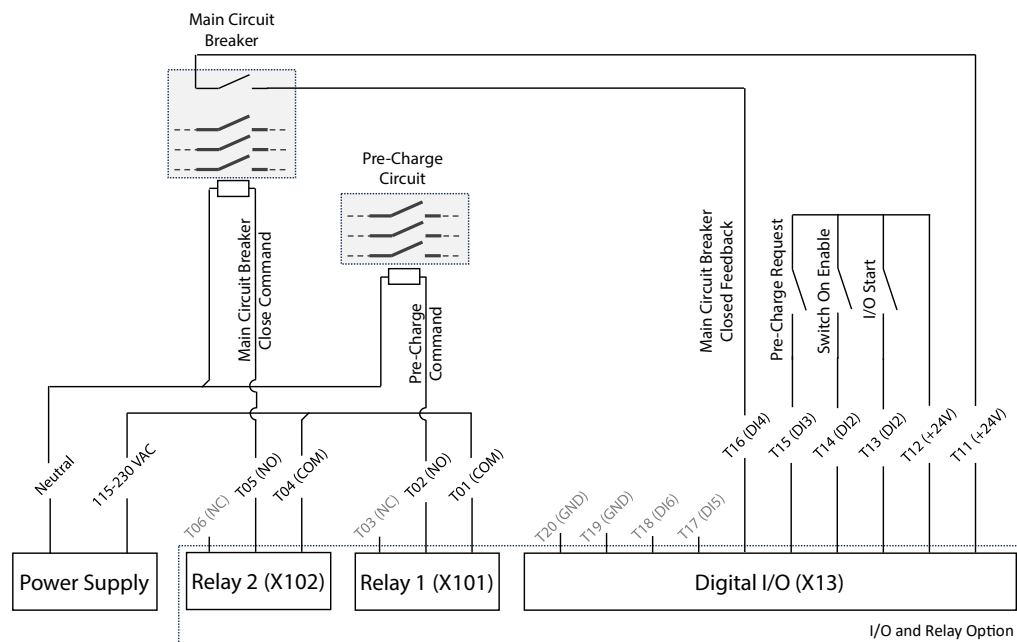 Main Circuit
Breaker
Pre-Charge
Circuit
Main Circuit Breaker
Close Command
Pre-Charge
Command
Main Circuit Breaker
Closed Feedback
Pre-Charge Request
Switch On Enable
I/O Start
Neutral
115-230 VAC
T06 (NC)
T05 (NO)
T04 (COM)
T03 (NC)
T02 (NO)
T01 (COM)
T20 (GND)
T19 (GND)
T18 (DI6)
T17 (DI5)
T16 (DI4)
T15 (DI3)
T14 (DI2)
T13 (DI2)
T12 (+24V)
T11 (+24V)
Power Supply
Relay 2 (X102)
Relay 1 (X101)
Digital I/O (X13)
I/O and Relay Option